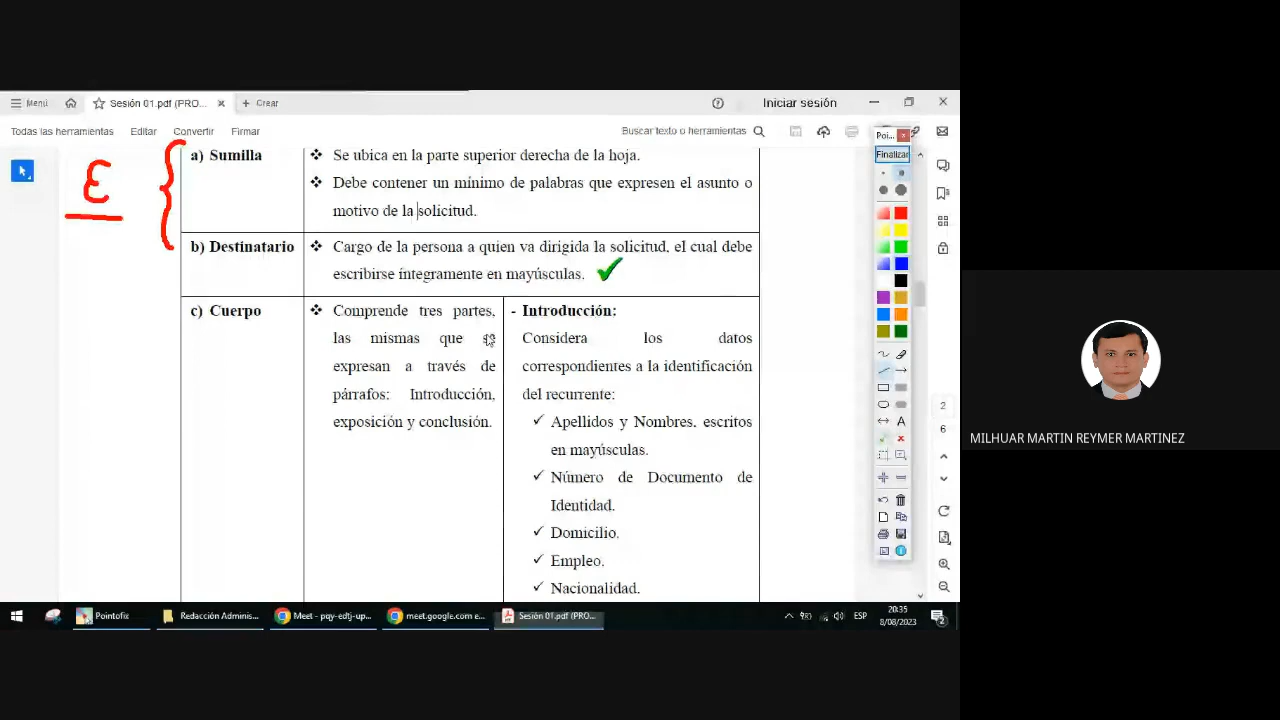 Menú
Sesión 01.pdf (PRO...
Crear
Iniciar sesión
Todas las herramientas
Editar
Convertir
Firmar
Buscar texto o herramientas
Poi...
Finalizar
E
a) Sumilla
❖ Se ubica en la parte superior derecha de la hoja.
❖ Debe contener un mínimo de palabras que expresen el asunto o
motivo de la solicitud.
b) Destinatario
❖ Cargo de la persona a quien va dirigida la solicitud, el cual debe
escribirse íntegramente en mayúsculas.
c) Cuerpo
❖ Comprende tres partes,
las mismas que se
expresan a través de
párrafos: Introducción,
exposición y conclusión.
- Introducción:
Considera los datos
correspondientes a la identificación
del recurrente:
✓ Apellidos y Nombres, escritos
en mayúsculas.
✓ Número de Documento de
Identidad.
✓ Domicilio.
✓ Empleo.
✓ Nacionalidad.
A
2
6
MILHUAR MARTIN REYMER MARTINEZ
Pointofix
Redacción Adminis...
Meet - pqy-edtj-up...
meet.google.com e...
Sesión 01.pdf (PRO...
ESP
20:35
8/08/2023
2